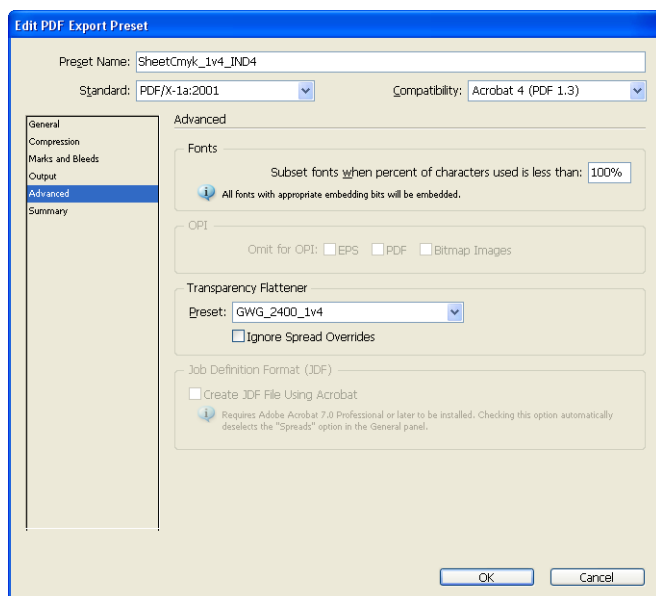 Edit PDF Export Preset
Preset Name: SheetCmyk_1v4_IND4
Standard: PDF/X-1a:2001 Compatibility: Acrobat 4 (PDF 1.3)
General
Compression
Marks and Bleeds
Output
Advanced
Summary
Advanced
Fonts
Subset fonts when percent of characters used is less than: 100%
All fonts with appropriate embedding bits will be embedded.
OPI
Omit for OPI: EPS PDF Bitmap Images
Transparency Flattener
Preset: GWG_2400_1v4
Ignore Spread Overrides
Job Definition Format (JDF)
Create JDF File Using Acrobat
Requires Adobe Acrobat 7.0 Professional or later to be installed. Checking this option automatically
deselects the "Spreads" option in the General panel.
OK Cancel